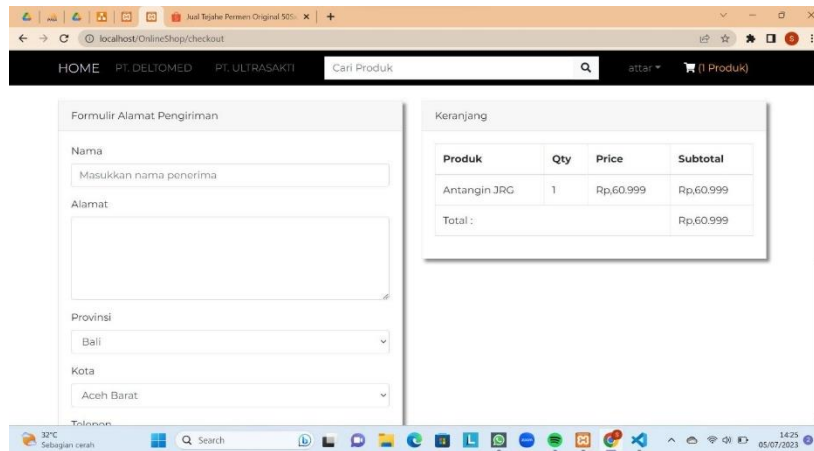 Jual Tejahe Permen Original 50S
localhost/OnlineShop/checkout
HOME PT. DELTOMED PT. ULTRASAKTI Cari Produk attar (1 Produk)
Formulir Alamat Pengiriman
Nama
Masukkan nama penerima
Alamat
Provinsi
Bali
Kota
Aceh Barat
Telepon
Keranjang
Produk Qty Price Subtotal
Antangin JRG 1 Rp,60.999 Rp,60.999
Total : Rp,60.999
32°C
Sebagian cerah
Search
14:25
05/07/2023